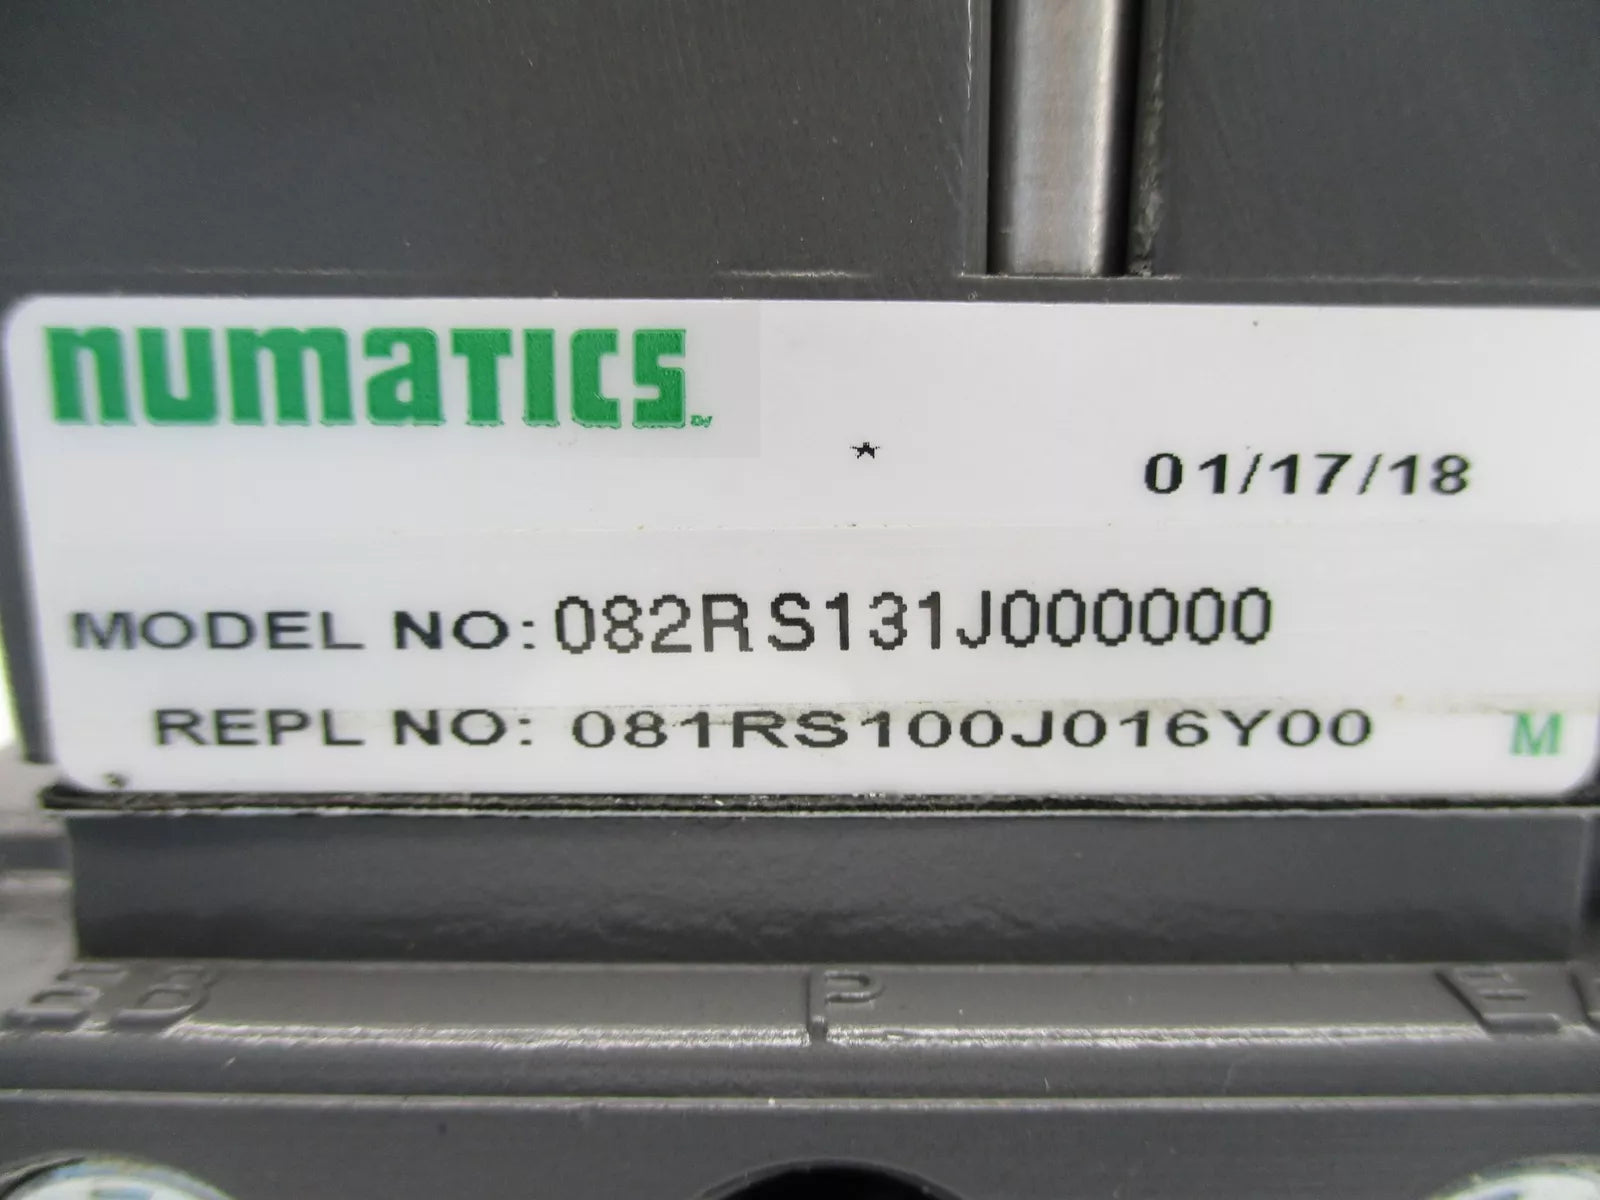 numatics
* 01/17/18
MODEL NO: 082RS131J000000
REPL NO: 081RS100J016Y00 M
P